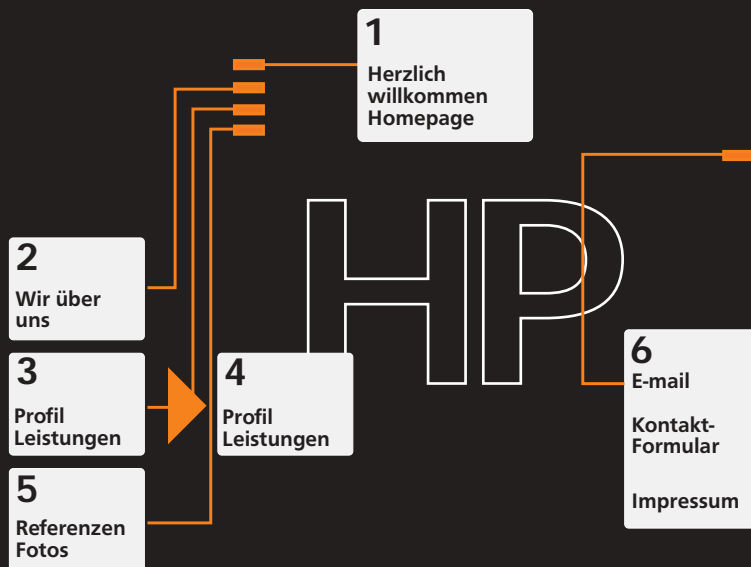 1
Herzlich
willkommen
Homepage
HP
2
Wir über
uns
3
Profil
Leistungen
4
Profil
Leistungen
5
Referenzen
Fotos
6
E-mail
Kontakt-
Formular
Impressum